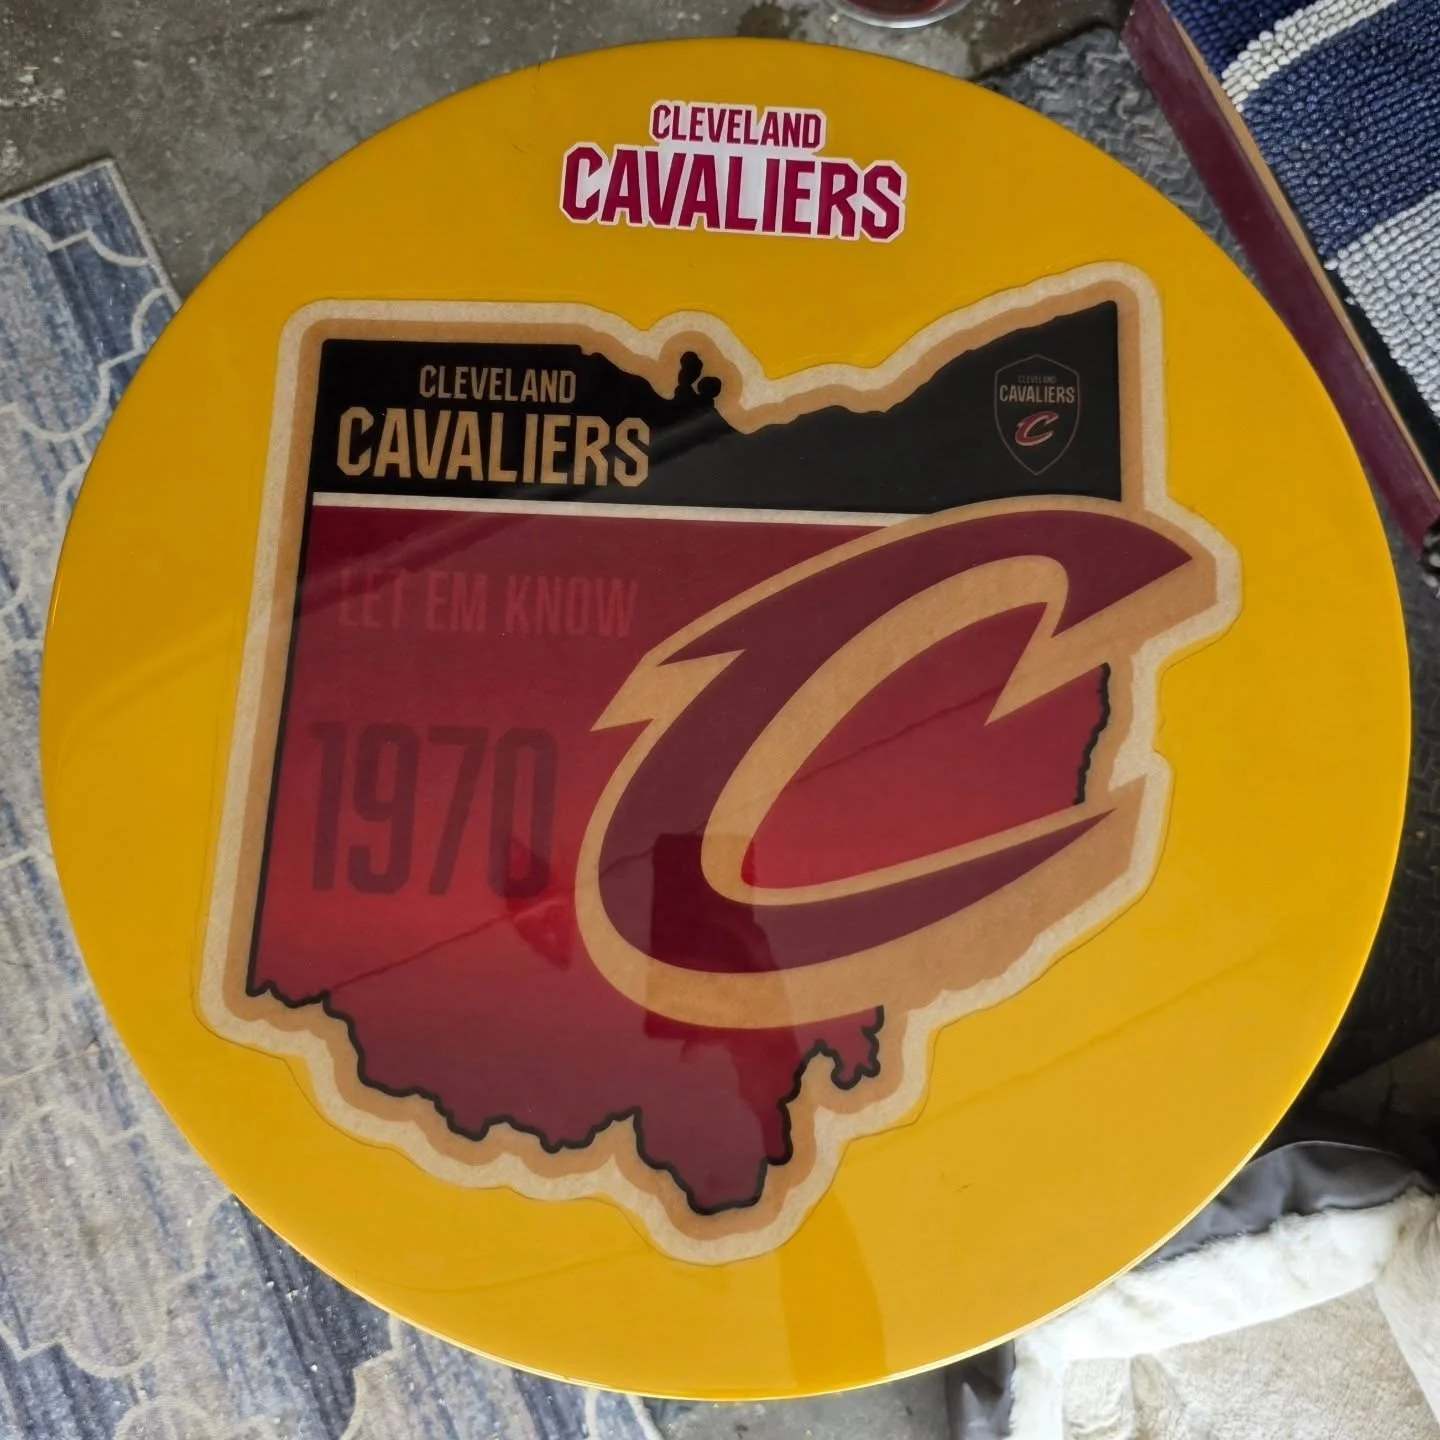 CLEVELAND
CAVALIERS
CLEVELAND
CAVALIERS
CLEVELAND
CAVALIERS
C
LET EM KNOW
1970
C